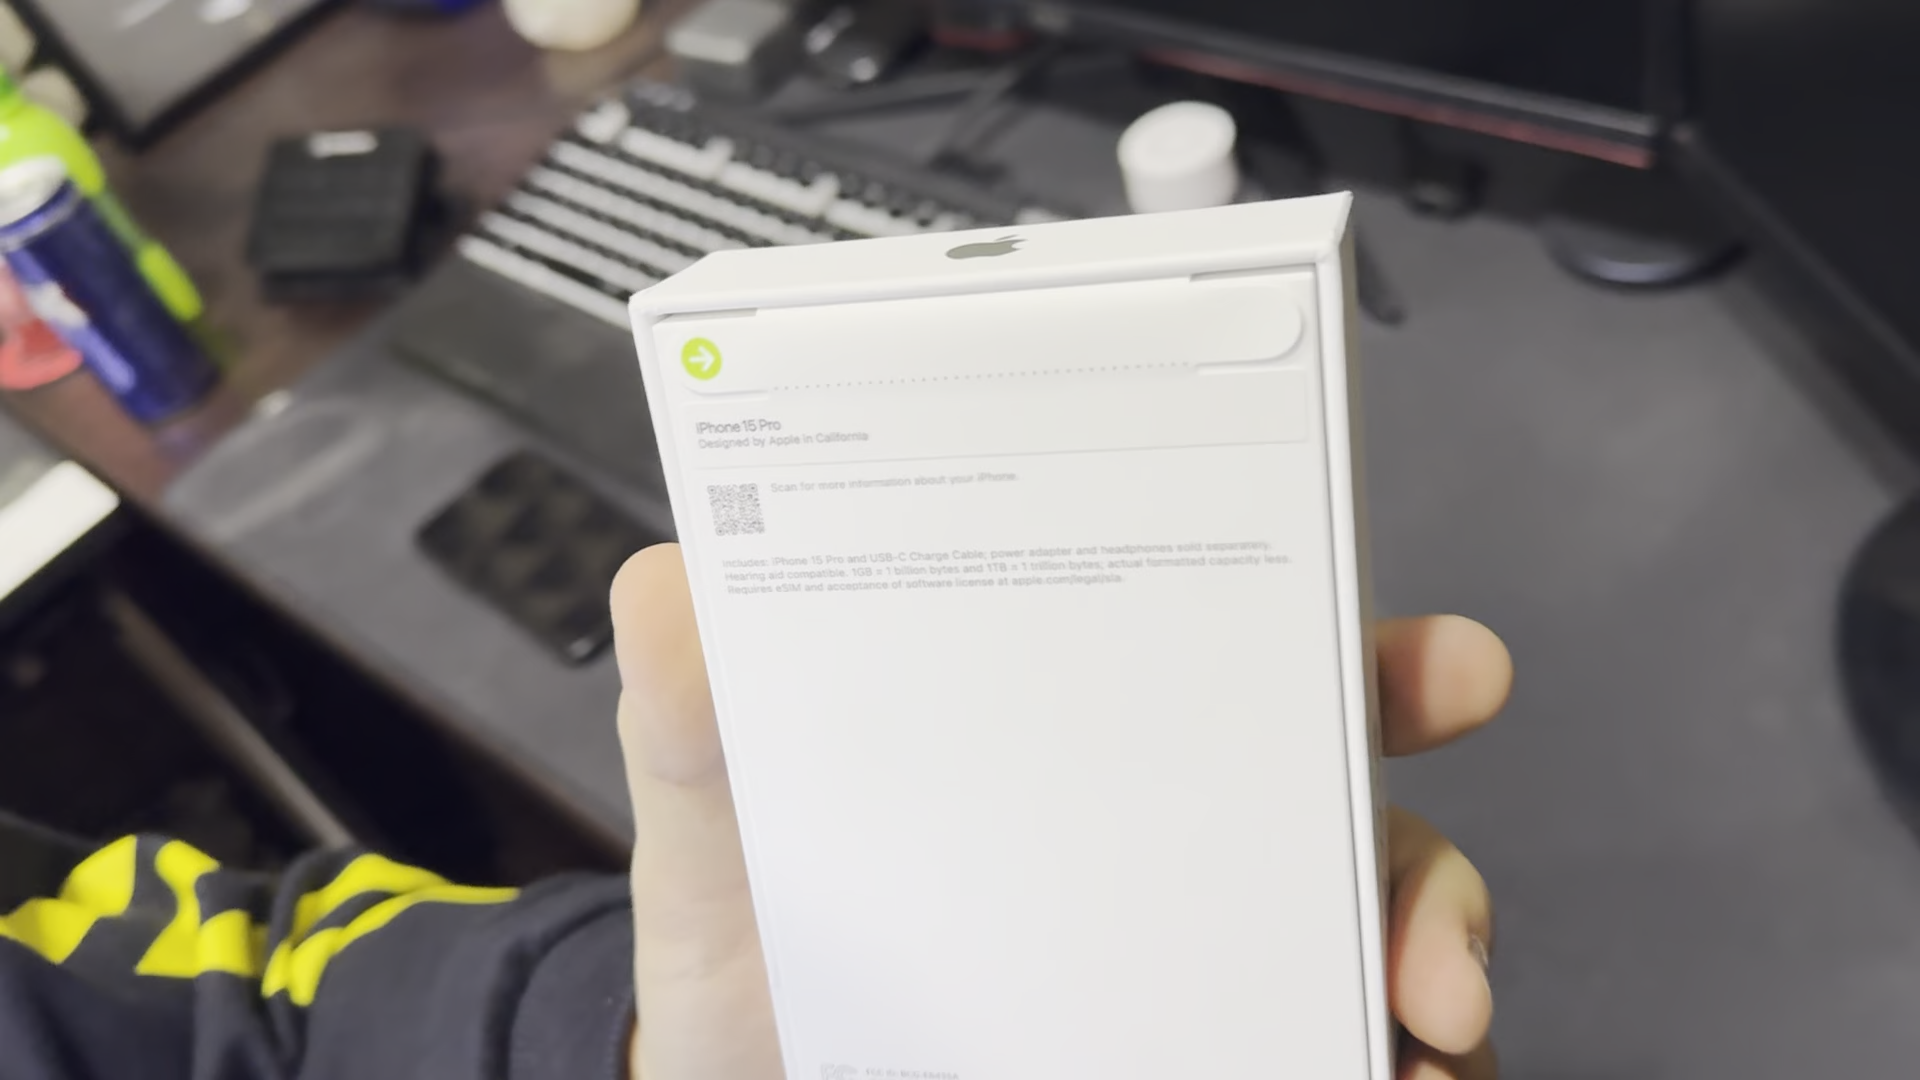 iPhone 15 Pro
Designed by Apple in California
Scan for more information about your iPhone.
Includes: iPhone 15 Pro and USB-C Charge Cable; power adapter and headphones sold separately.
Hearing aid compatible. 1GB = 1 billion bytes and 1TB = 1 trillion bytes; actual formatted capacity less.
Requires eSIM and acceptance of software license at apple.com/legal/sla.
FCC ID: BCG-